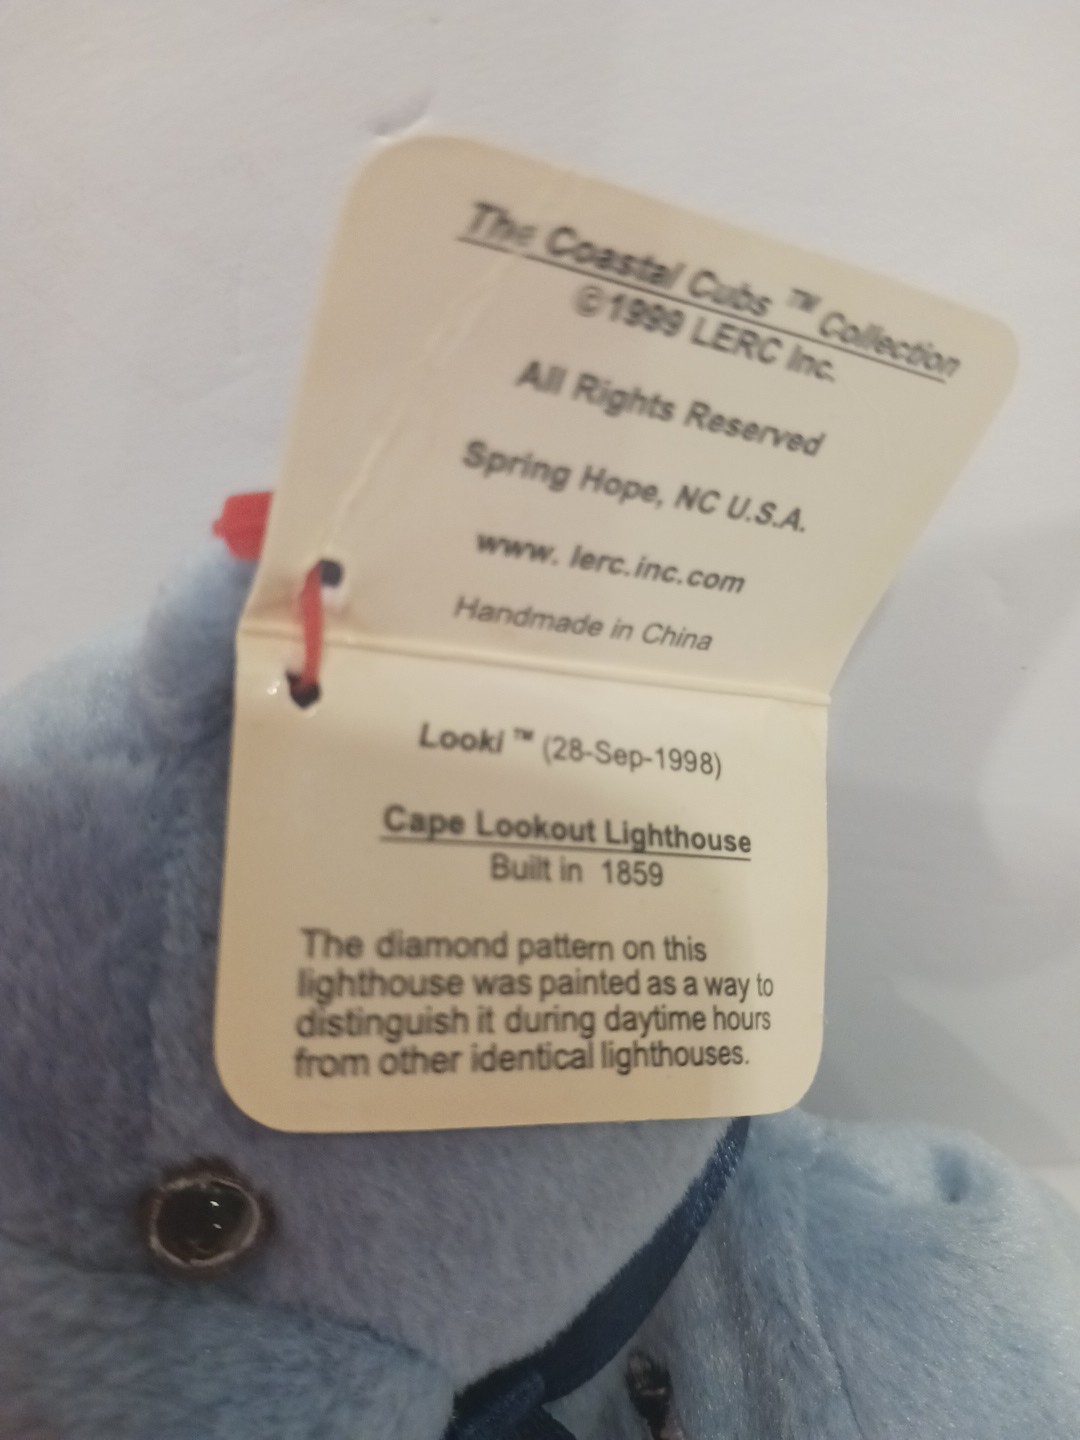 The Coastal Cubs ™ Collection
©1999 LERC Inc.
All Rights Reserved
Spring Hope, NC U.S.A.
www. lerc.inc.com
Handmade in China
Looki ™ (28-Sep-1998)
Cape Lookout Lighthouse
Built in 1859
The diamond pattern on this
lighthouse was painted as a way to
distinguish it during daytime hours
from other identical lighthouses.